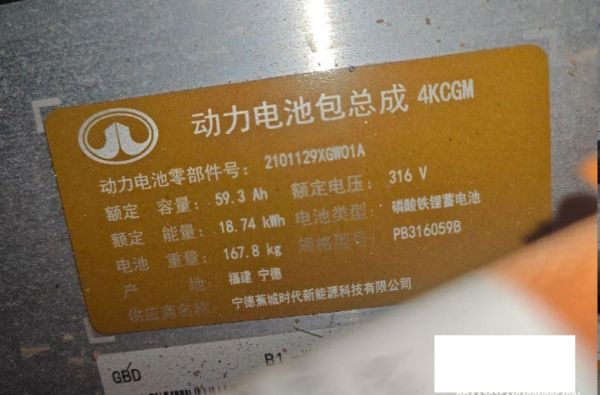 动力电池包总成 4KCGM
动力电池零部件号: 2101129XGW01A
额定 容量: 59.3 Ah 额定电压: 316 V
额定 能量: 18.74 kWh 电池类型: 磷酸铁锂蓄电池
电池 重量: 167.8 kg 规格型号: PB316059B
产 地: 福建 宁德
供应商名称: 宁德蕉城时代新能源科技有限公司
GBD B1